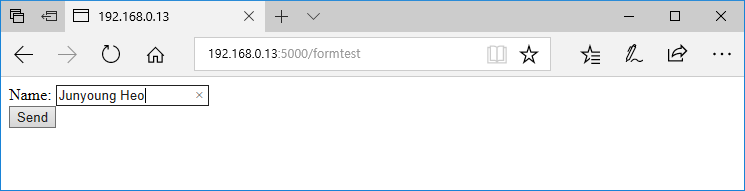 192.168.0.13
192.168.0.13:5000/formtest
Name: Junyoung Heo
Send